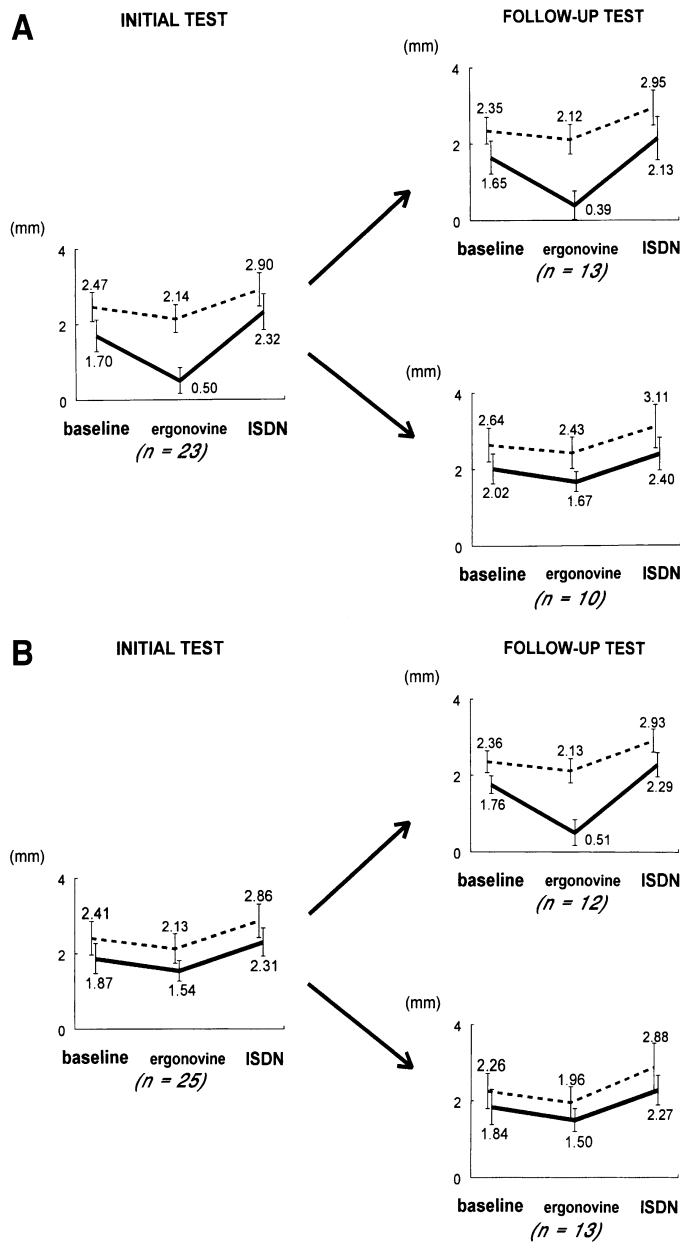 A
INITIAL TEST
FOLLOW-UP TEST
(mm)
4
2
0
2.35
2.12
2.95
1.65
0.39
2.13
baseline ergonovine ISDN
(n = 13)
(mm)
4
2
0
2.47
2.14
2.90
1.70
0.50
2.32
baseline ergonovine ISDN
(n = 23)
(mm)
4
2
0
2.64
2.43
3.11
2.02
1.67
2.40
baseline ergonovine ISDN
(n = 10)
B
INITIAL TEST
FOLLOW-UP TEST
(mm)
4
2
0
2.36
2.13
2.93
1.76
0.51
2.29
baseline ergonovine ISDN
(n = 12)
(mm)
4
2
0
2.41
2.13
2.86
1.87
1.54
2.31
baseline ergonovine ISDN
(n = 25)
(mm)
4
2
0
2.26
1.96
2.88
1.84
1.50
2.27
baseline ergonovine ISDN
(n = 13)